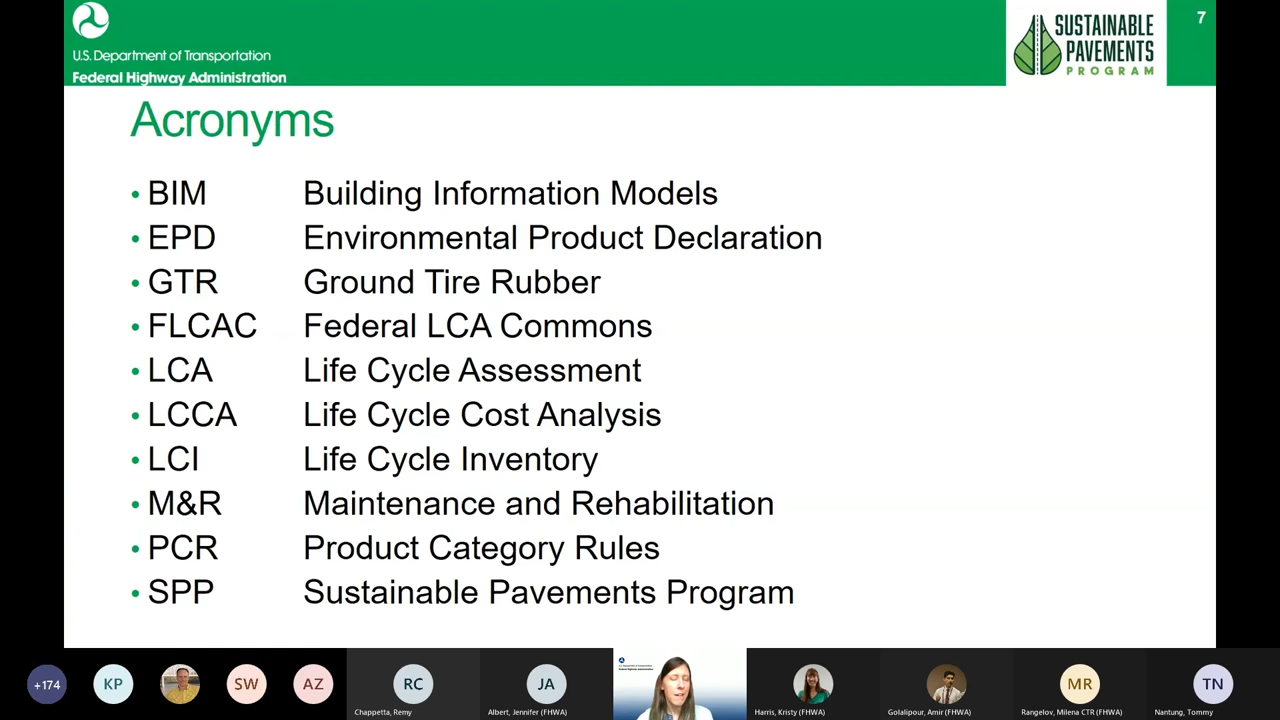 U.S. Department of Transportation
Federal Highway Administration
SUSTAINABLE
PAVEMENTS
PROGRAM
7
Acronyms
• BIM Building Information Models
• EPD Environmental Product Declaration
• GTR Ground Tire Rubber
• FLCAC Federal LCA Commons
• LCA Life Cycle Assessment
• LCCA Life Cycle Cost Analysis
• LCI Life Cycle Inventory
• M&R Maintenance and Rehabilitation
• PCR Product Category Rules
• SPP Sustainable Pavements Program
+174 KP SW AZ RC JA MR TN
Chappetta, Remy Albert, Jennifer (FHWA) Harris, Kristy (FHWA) Golalipour, Amir (FHWA) Rangelov, Milena CTR (FHWA) Nantung, Tommy